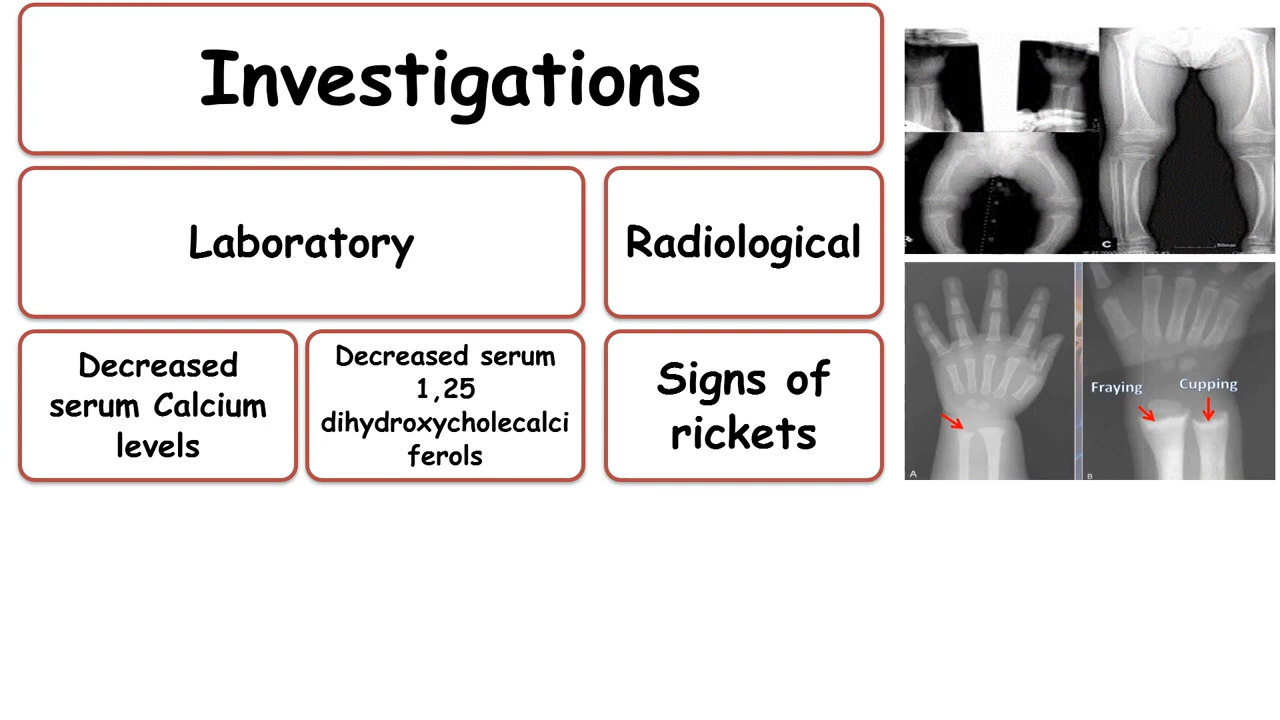 Investigations
Laboratory
Radiological
Decreased
serum Calcium
levels
Decreased serum
1,25
dihydroxycholecalci
ferols
Signs of
rickets
C
Fraying
Cupping
A
B